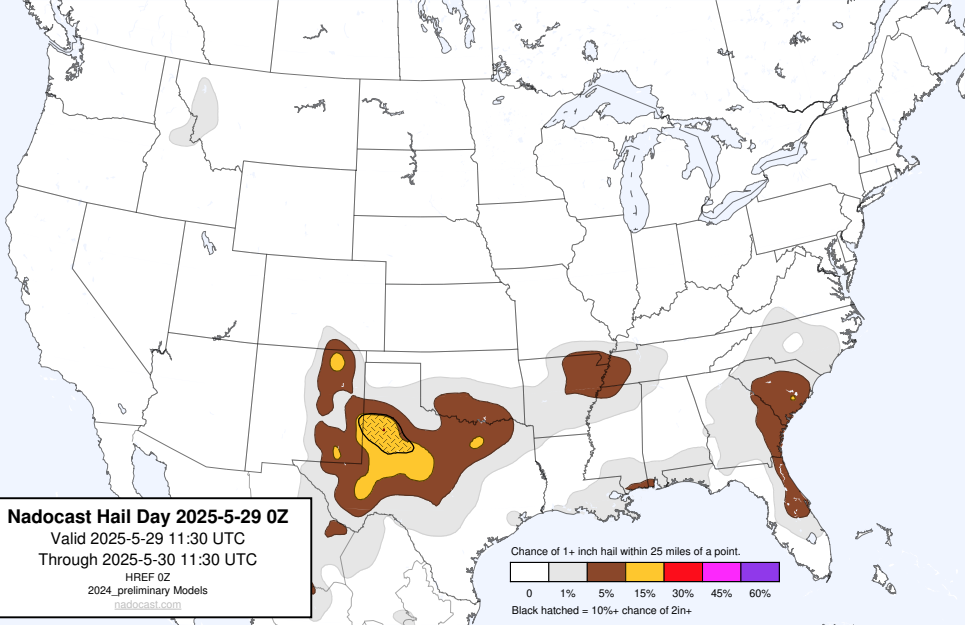 Nadocast Hail Day 2025-5-29 0Z
Valid 2025-5-29 11:30 UTC
Through 2025-5-30 11:30 UTC
HREF 0Z
2024_preliminary Models
nadocast.com
Chance of 1+ inch hail within 25 miles of a point.
0 1% 5% 15% 30% 45% 60%
Black hatched = 10%+ chance of 2in+